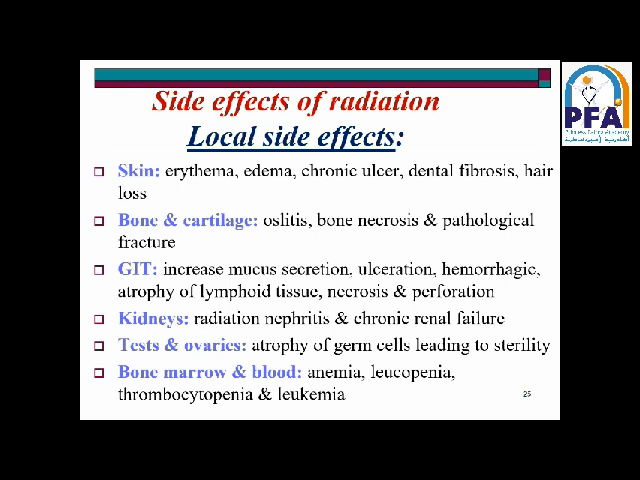 Side effects of radiation
Local side effects:
Skin: erythema, edema, chronic ulcer, dental fibrosis, hair
loss
Bone & cartilage: oslitis, bone necrosis & pathological
fracture
GIT: increase mucus secretion, ulceration, hemorrhagic,
atrophy of lymphoid tissue, necrosis & perforation
Kidneys: radiation nephritis & chronic renal failure
Tests & ovaries: atrophy of germ cells leading to sterility
Bone marrow & blood: anemia, leucopenia,
thrombocytopenia & leukemia
25
PFA